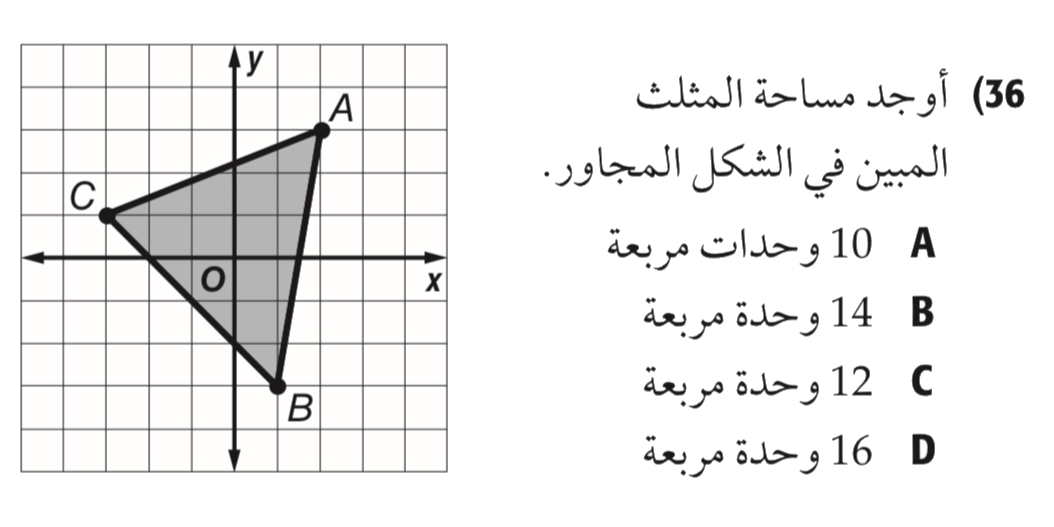 36) أوجد مساحة المثلث
المبين في الشكل المجاور.
A 10 وحدات مربعة
B 14 وحدة مربعة
C 12 وحدة مربعة
D 16 وحدة مربعة
y
A
C
O
x
B